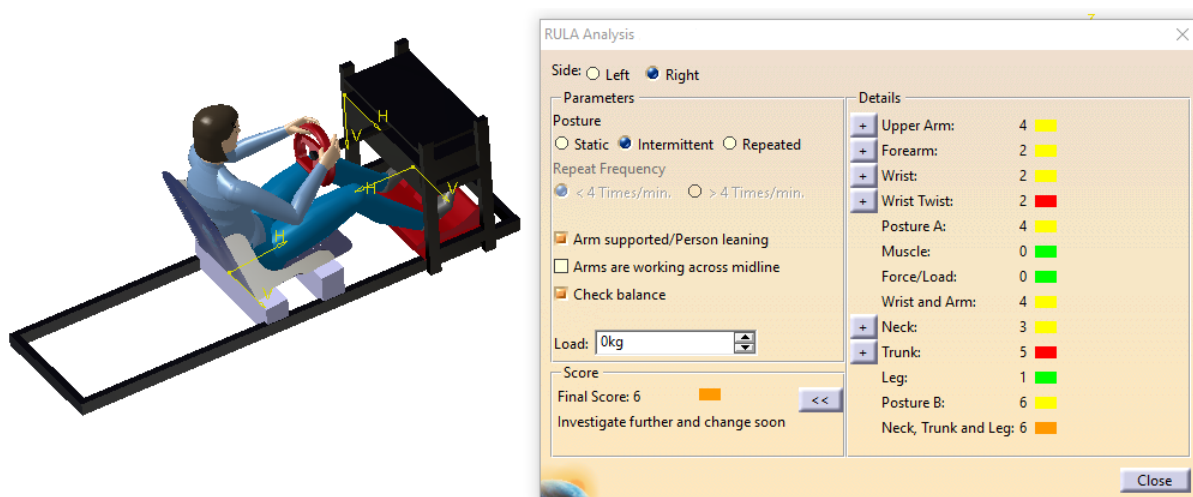 H
V
H
V
H
V
z
RULA Analysis
Side: Left Right
Parameters
Posture
Static Intermittent Repeated
Repeat Frequency
< 4 Times/min. > 4 Times/min.
Arm supported/Person leaning
Arms are working across midline
Check balance
Load: 0kg
Score
Final Score: 6
<<
Investigate further and change soon
Details
+ Upper Arm: 4
+ Forearm: 2
+ Wrist: 2
+ Wrist Twist: 2
Posture A: 4
Muscle: 0
Force/Load: 0
Wrist and Arm: 4
+ Neck: 3
+ Trunk: 5
Leg: 1
Posture B: 6
Neck, Trunk and Leg: 6
Close